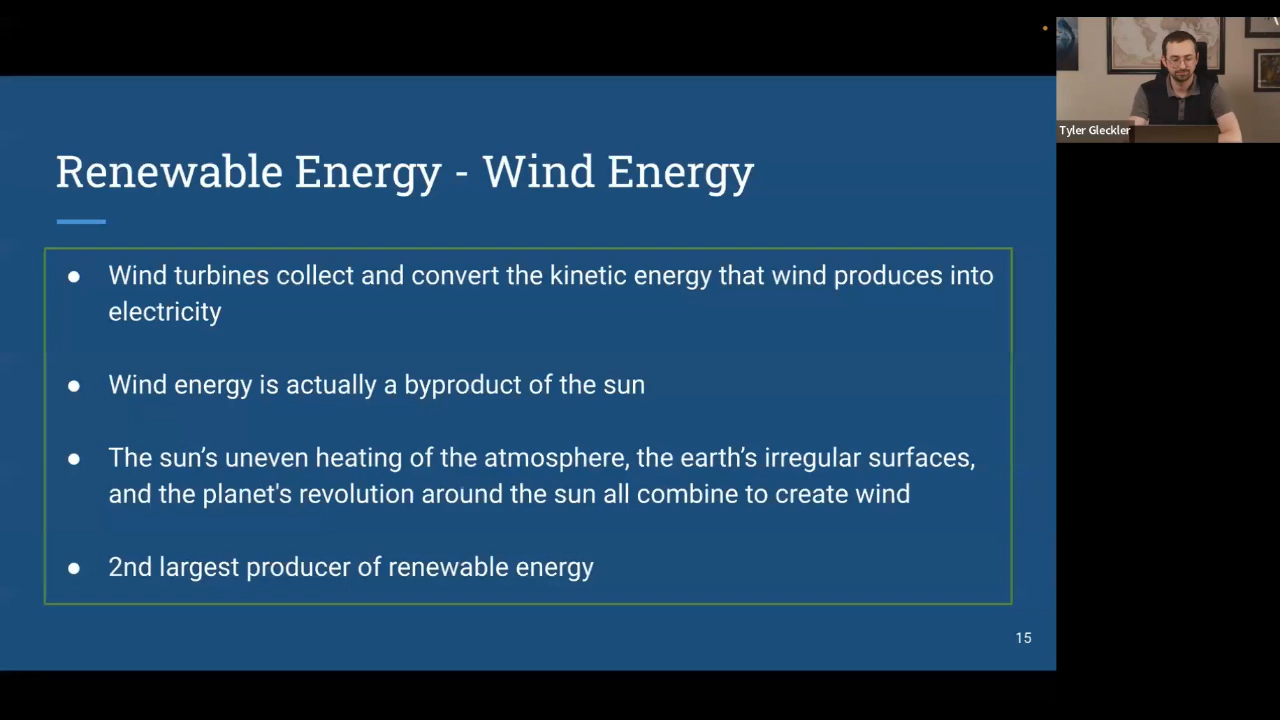 Renewable Energy - Wind Energy
● Wind turbines collect and convert the kinetic energy that wind produces into
electricity
● Wind energy is actually a byproduct of the sun
● The sun’s uneven heating of the atmosphere, the earth’s irregular surfaces,
and the planet's revolution around the sun all combine to create wind
● 2nd largest producer of renewable energy
15
Tyler Gleckler